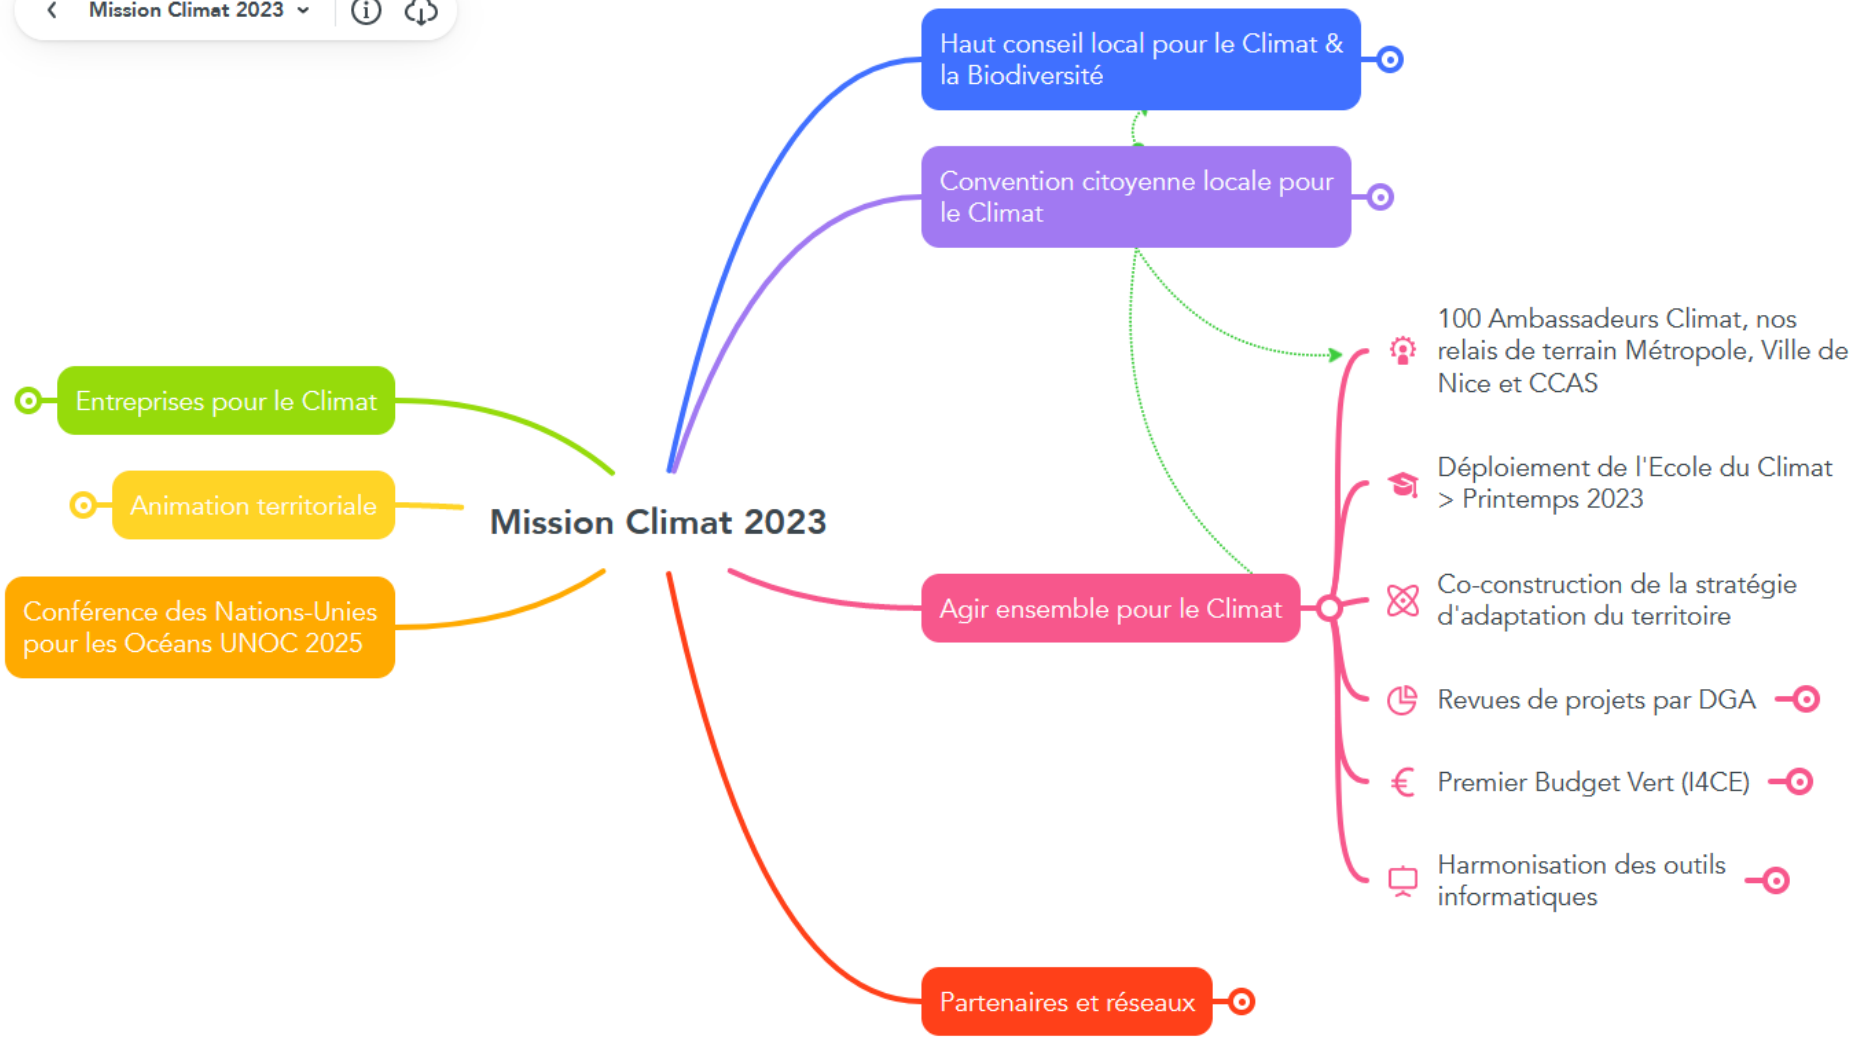 Mission Climat 2023
Haut conseil local pour le Climat &
la Biodiversité
Convention citoyenne locale pour
le Climat
100 Ambassadeurs Climat, nos
relais de terrain Métropole, Ville de
Nice et CCAS
Entreprises pour le Climat
Déploiement de l'Ecole du Climat
> Printemps 2023
Animation territoriale
Mission Climat 2023
Conférence des Nations-Unies
pour les Océans UNOC 2025
Agir ensemble pour le Climat
Co-construction de la stratégie
d'adaptation du territoire
Revues de projets par DGA
Premier Budget Vert (I4CE)
Harmonisation des outils
informatiques
Partenaires et réseaux